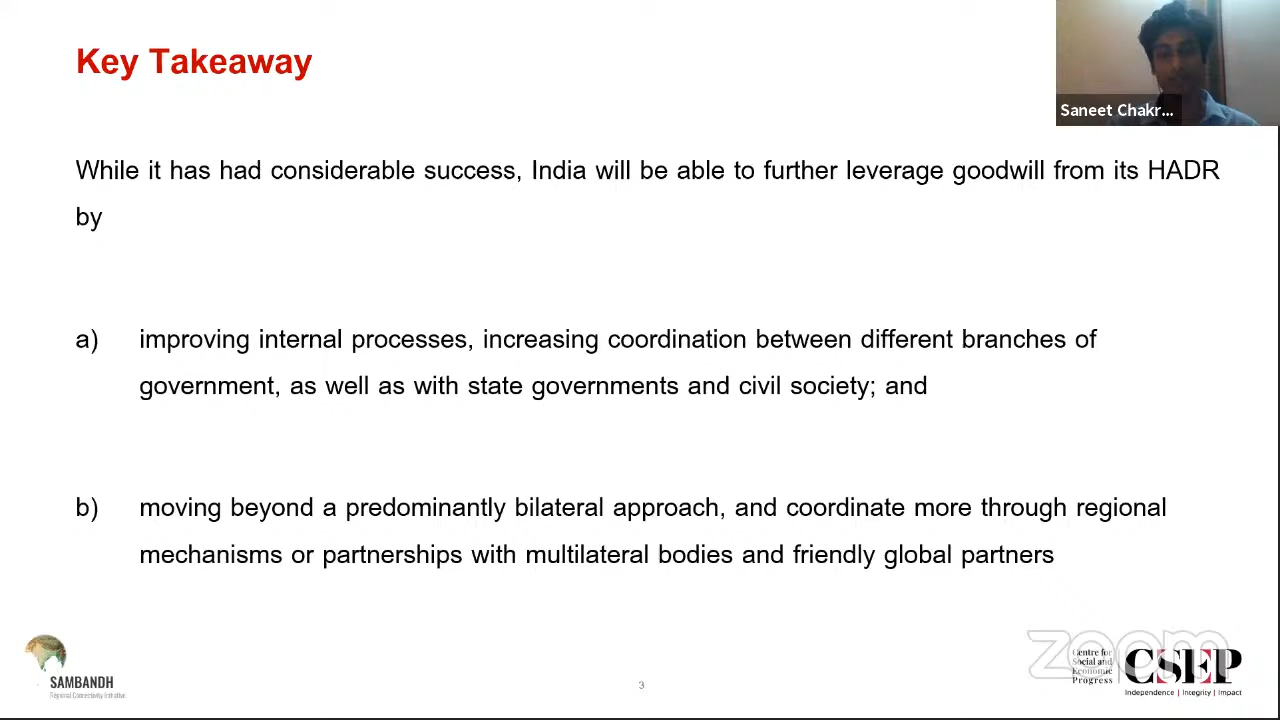 Key Takeaway
Saneet Chakr...
While it has had considerable success, India will be able to further leverage goodwill from its HADR
by
a) improving internal processes, increasing coordination between different branches of
government, as well as with state governments and civil society; and
b) moving beyond a predominantly bilateral approach, and coordinate more through regional
mechanisms or partnerships with multilateral bodies and friendly global partners
SAMBANDH
Regional Connectivity Initiative
3
zoom
Centre for
Social and
Economic
Progress
CSEP
Independence | Integrity | Impact